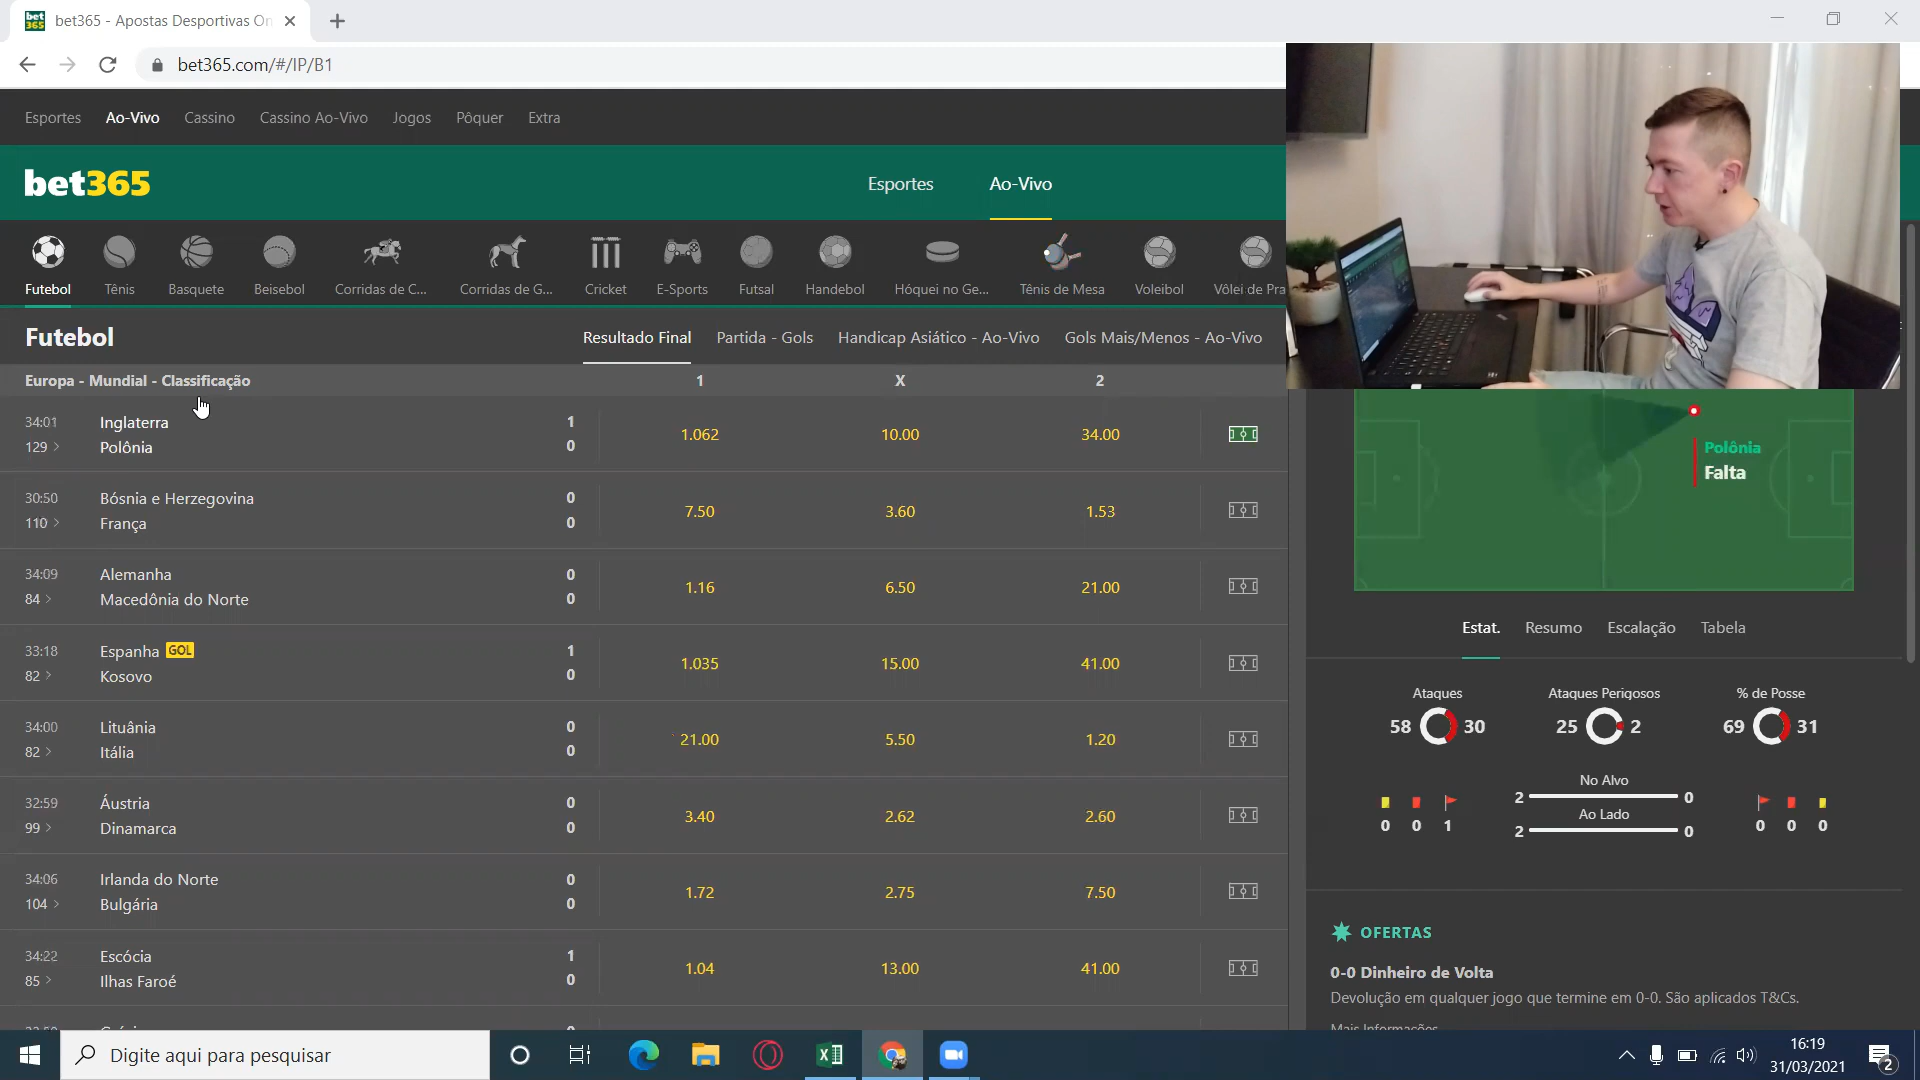 bet365 - Apostas Desportivas On
bet365.com/#/IP/B1
Esportes Ao-Vivo Cassino Cassino Ao-Vivo Jogos Pôquer Extra
bet365
Esportes Ao-Vivo
Futebol Tênis Basquete Beisebol Corridas de C... Corridas de G... Cricket E-Sports Futsal Handebol Hóquei no Ge... Tênis de Mesa Voleibol Vôlei de Pra
Futebol Resultado Final Partida - Gols Handicap Asiático - Ao-Vivo Gols Mais/Menos - Ao-Vivo
Europa - Mundial - Classificação 1 X 2
34:01 Inglaterra 1
129 > Polônia 0
1.062 10.00 34.00
30:50 Bósnia e Herzegovina 0
110 > França 0
7.50 3.60 1.53
34:09 Alemanha 0
84 > Macedônia do Norte 0
1.16 6.50 21.00
33:18 Espanha GOL 1
82 > Kosovo 0
1.035 15.00 41.00
34:00 Lituânia 0
82 > Itália 0
21.00 5.50 1.20
32:59 Áustria 0
99 > Dinamarca 0
3.40 2.62 2.60
34:06 Irlanda do Norte 0
104 > Bulgária 0
1.72 2.75 7.50
34:22 Escócia 1
85 > Ilhas Faroé 0
1.04 13.00 41.00
Polônia
Falta
Estat. Resumo Escalação Tabela
Ataques Ataques Perigosos % de Posse
58 30 25 2 69 31
No Alvo
2 0
Ao Lado
2 0
0 0 1 0 0 0
OFERTAS
0-0 Dinheiro de Volta
Devolução em qualquer jogo que termine em 0-0. São aplicados T&Cs.
Mais Informações
Digite aqui para pesquisar
16:19
31/03/2021
2